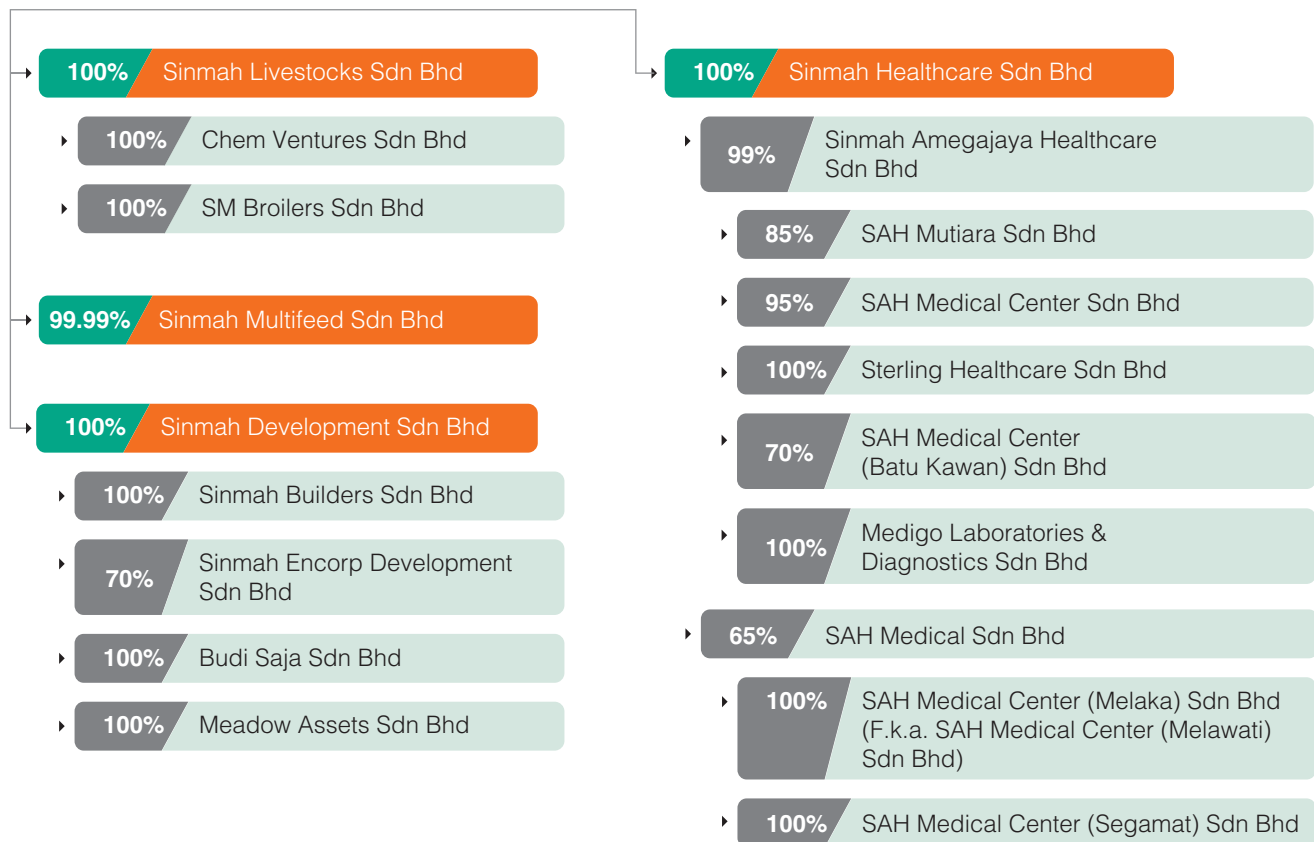 100% Sinmah Livestocks Sdn Bhd
100% Chem Ventures Sdn Bhd
100% SM Broilers Sdn Bhd
99.99% Sinmah Multifeed Sdn Bhd
100% Sinmah Development Sdn Bhd
100% Sinmah Builders Sdn Bhd
70% Sinmah Encorp Development
Sdn Bhd
100% Budi Saja Sdn Bhd
100% Meadow Assets Sdn Bhd
100% Sinmah Healthcare Sdn Bhd
99% Sinmah Amegajaya Healthcare
Sdn Bhd
85% SAH Mutiara Sdn Bhd
95% SAH Medical Center Sdn Bhd
100% Sterling Healthcare Sdn Bhd
70% SAH Medical Center
(Batu Kawan) Sdn Bhd
100% Medigo Laboratories &
Diagnostics Sdn Bhd
65% SAH Medical Sdn Bhd
100% SAH Medical Center (Melaka) Sdn Bhd
(F.k.a. SAH Medical Center (Melawati)
Sdn Bhd)
100% SAH Medical Center (Segamat) Sdn Bhd